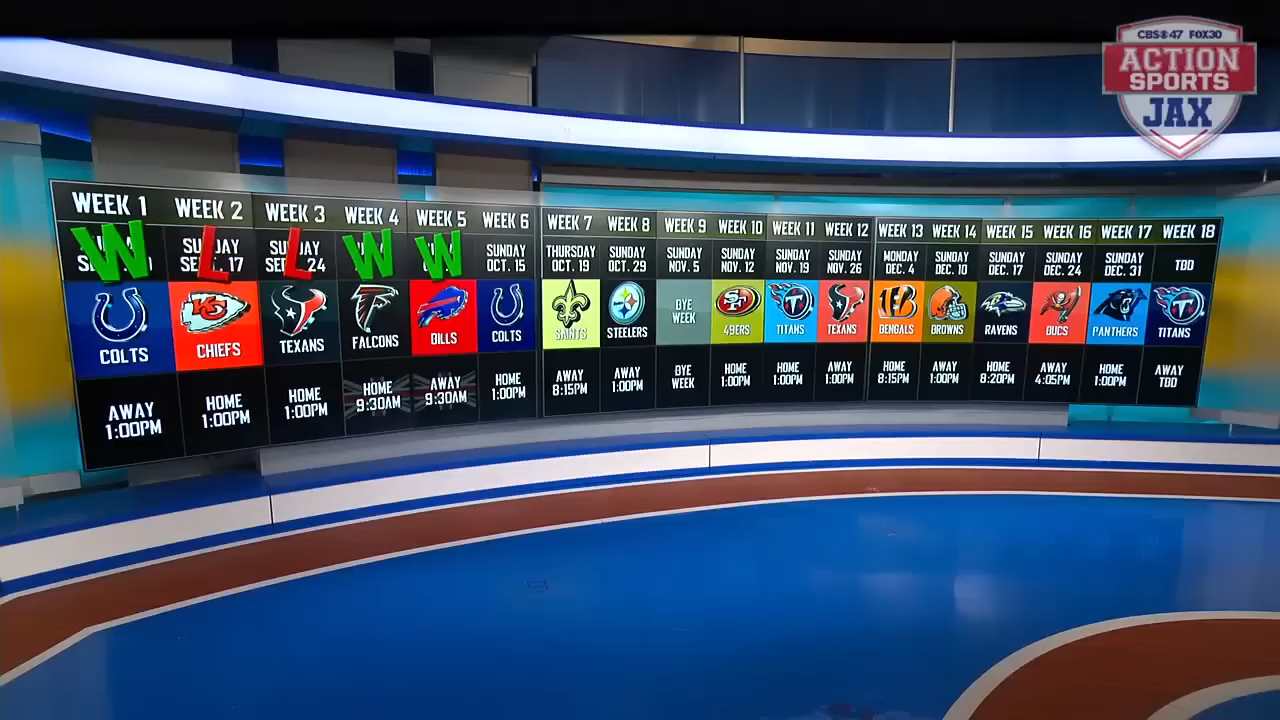 CBS 47 FOX30
ACTION
SPORTS
JAX
WEEK 1 WEEK 2 WEEK 3 WEEK 4 WEEK 5 WEEK 6 WEEK 7 WEEK 8 WEEK 9 WEEK 10 WEEK 11 WEEK 12 WEEK 13 WEEK 14 WEEK 15 WEEK 16 WEEK 17 WEEK 18
W L L W W
SUNDAY SUNDAY THURSDAY SUNDAY SUNDAY SUNDAY SUNDAY SUNDAY MONDAY SUNDAY SUNDAY SUNDAY SUNDAY TBD
17 24 OCT. 15 OCT. 19 OCT. 29 NOV. 5 NOV. 12 NOV. 19 NOV. 26 DEC. 4 DEC. 10 DEC. 17 DEC. 24 DEC. 31
COLTS CHIEFS TEXANS FALCONS BILLS COLTS SAINTS STEELERS BYE WEEK 49ERS TITANS TEXANS BENGALS BROWNS RAVENS BUCS PANTHERS TITANS
AWAY HOME HOME HOME AWAY HOME AWAY AWAY BYE HOME HOME AWAY HOME AWAY HOME AWAY HOME AWAY
1:00PM 1:00PM 1:00PM 9:30AM 9:30AM 1:00PM 8:15PM 1:00PM WEEK 1:00PM 1:00PM 1:00PM 8:15PM 1:00PM 8:20PM 4:05PM 1:00PM TBD